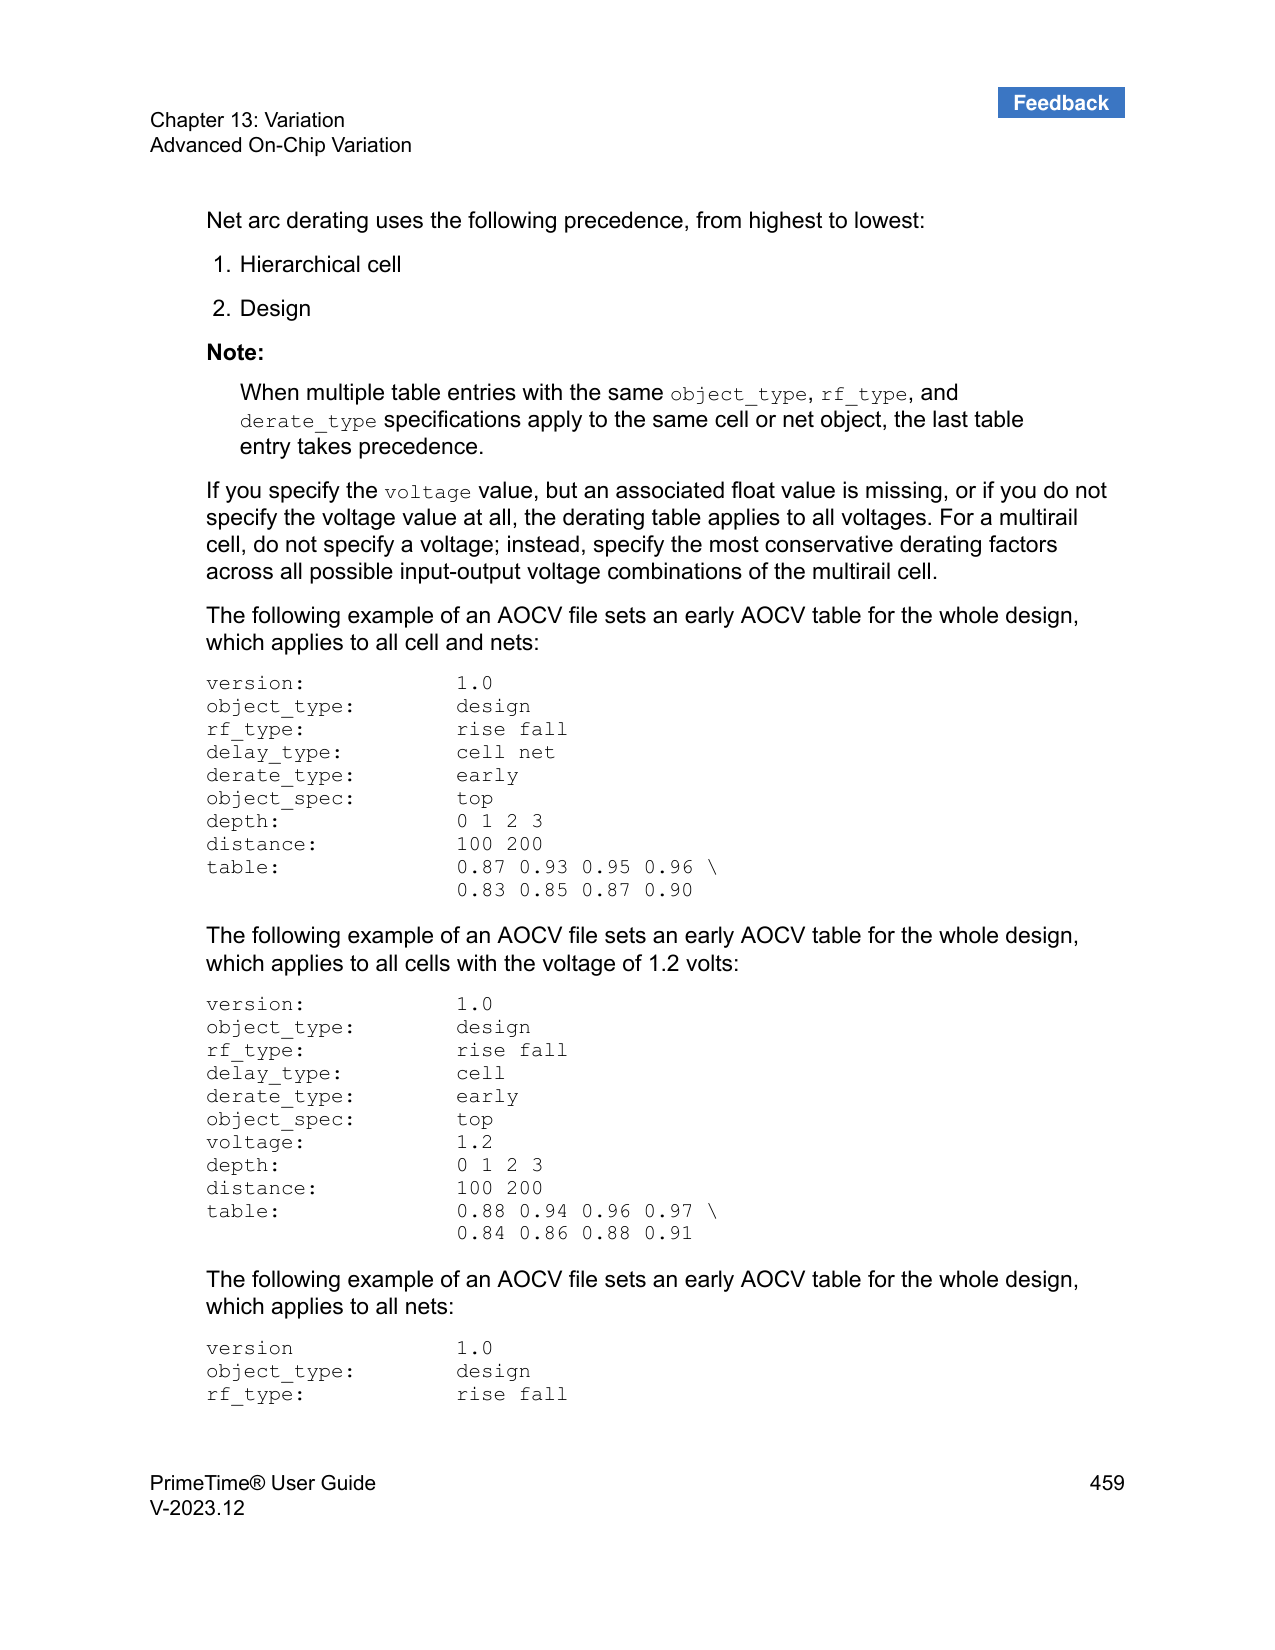 Feedback
Chapter 13: Variation
Advanced On-Chip Variation
Net arc derating uses the following precedence, from highest to lowest:
1. Hierarchical cell
2. Design
Note:
When multiple table entries with the same object_type, rf_type, and
derate_type specifications apply to the same cell or net object, the last table
entry takes precedence.
If you specify the voltage value, but an associated float value is missing, or if you do not
specify the voltage value at all, the derating table applies to all voltages. For a multirail
cell, do not specify a voltage; instead, specify the most conservative derating factors
across all possible input-output voltage combinations of the multirail cell.
The following example of an AOCV file sets an early AOCV table for the whole design,
which applies to all cell and nets:
version: 1.0
object_type: design
rf_type: rise fall
delay_type: cell net
derate_type: early
object_spec: top
depth: 0 1 2 3
distance: 100 200
table: 0.87 0.93 0.95 0.96 \
0.83 0.85 0.87 0.90
The following example of an AOCV file sets an early AOCV table for the whole design,
which applies to all cells with the voltage of 1.2 volts:
version: 1.0
object_type: design
rf_type: rise fall
delay_type: cell
derate_type: early
object_spec: top
voltage: 1.2
depth: 0 1 2 3
distance: 100 200
table: 0.88 0.94 0.96 0.97 \
0.84 0.86 0.88 0.91
The following example of an AOCV file sets an early AOCV table for the whole design,
which applies to all nets:
version 1.0
object_type: design
rf_type: rise fall
PrimeTime® User Guide 459
V-2023.12